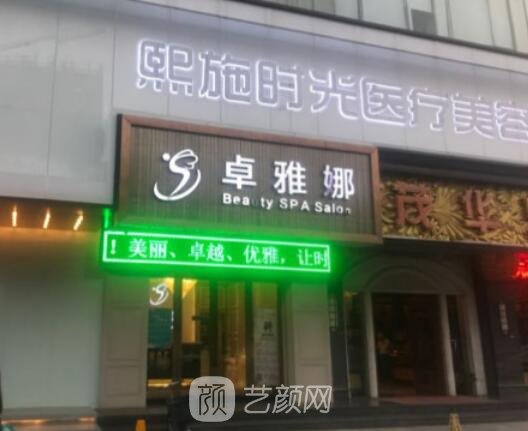 熙施时光医疗美容
卓雅娜
Beauty SPA Salon
茂华
！美丽、卓越、优雅，让时
颜艺颜网